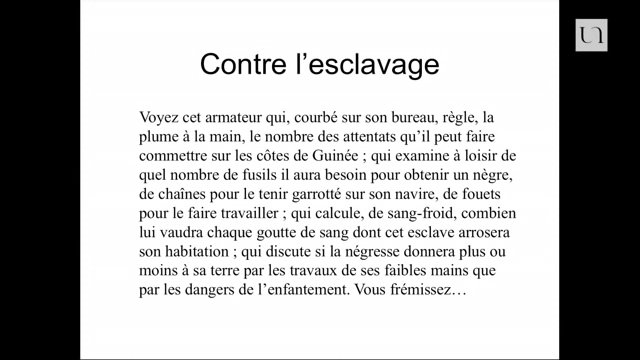 Contre l’esclavage
Voyez cet armateur qui, courbé sur son bureau, règle, la
plume à la main, le nombre des attentats qu’il peut faire
commettre sur les côtes de Guinée ; qui examine à loisir de
quel nombre de fusils il aura besoin pour obtenir un nègre,
de chaînes pour le tenir garrotté sur son navire, de fouets
pour le faire travailler ; qui calcule, de sang-froid, combien
lui vaudra chaque goutte de sang dont cet esclave arrosera
son habitation ; qui discute si la négresse donnera plus ou
moins à sa terre par les travaux de ses faibles mains que
par les dangers de l’enfantement. Vous frémissez…